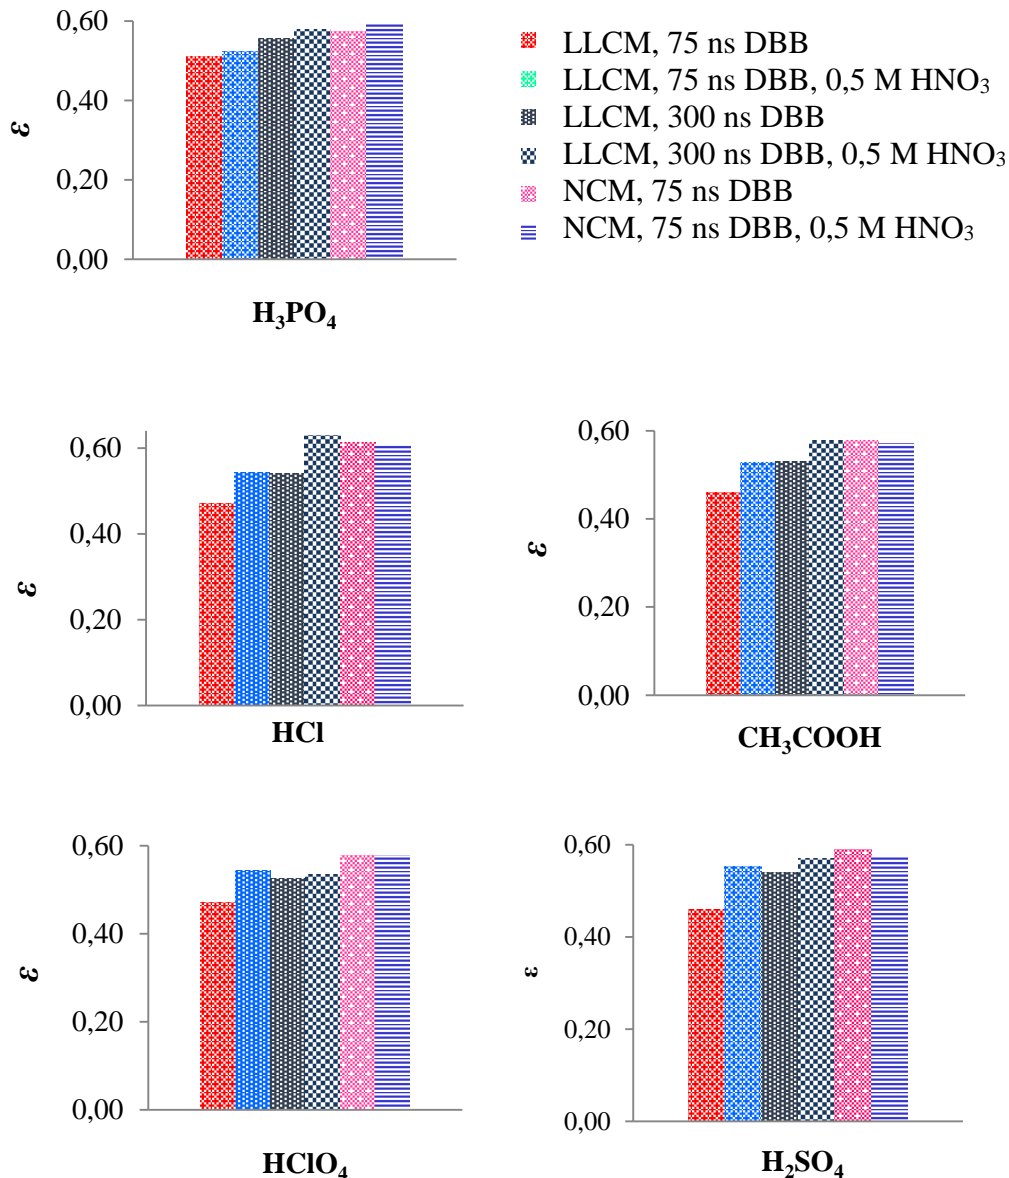 0,60
0,40
0,20
0,00
ε
H₃PO₄
LLCM, 75 ns DBB
LLCM, 75 ns DBB, 0,5 M HNO₃
LLCM, 300 ns DBB
LLCM, 300 ns DBB, 0,5 M HNO₃
NCM, 75 ns DBB
NCM, 75 ns DBB, 0,5 M HNO₃
0,60
0,40
0,20
0,00
ε
HCl
0,60
0,40
0,20
0,00
ε
CH₃COOH
0,60
0,40
0,20
0,00
ε
HClO₄
0,60
0,40
0,20
0,00
ε
H₂SO₄